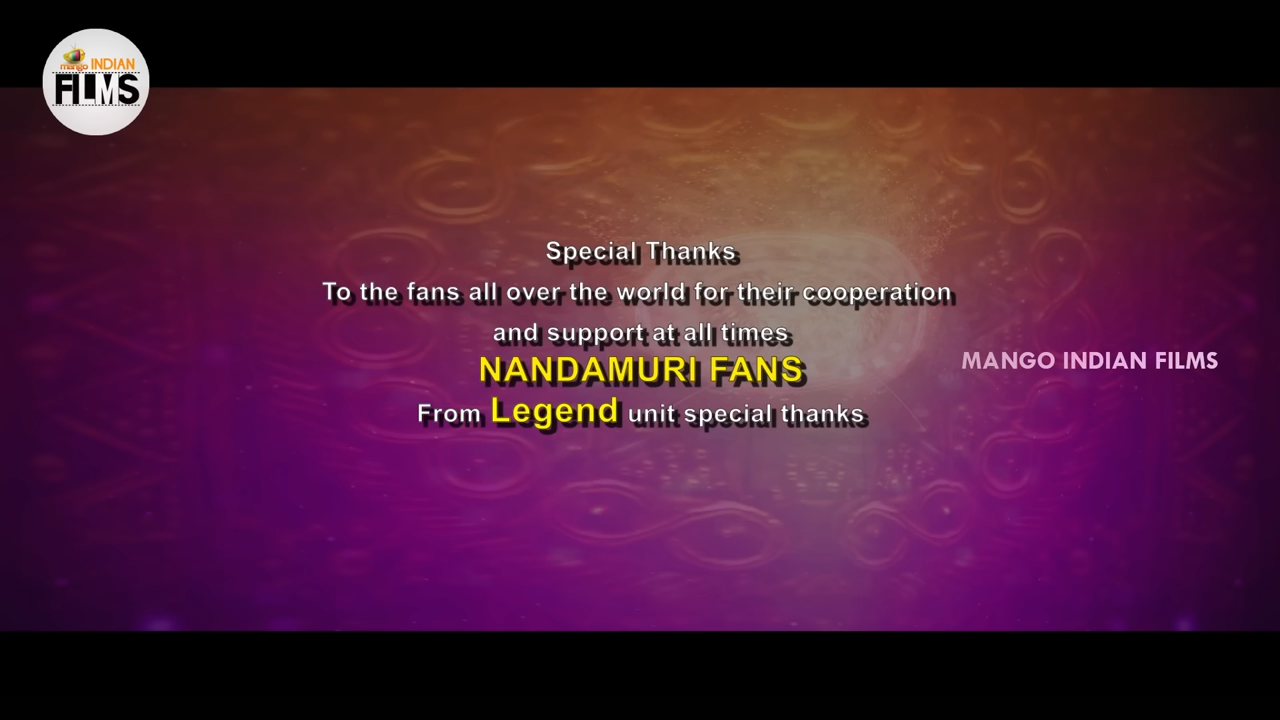 mango INDIAN
FILMS
Special Thanks
To the fans all over the world for their cooperation
and support at all times
NANDAMURI FANS
From Legend unit special thanks
MANGO INDIAN FILMS